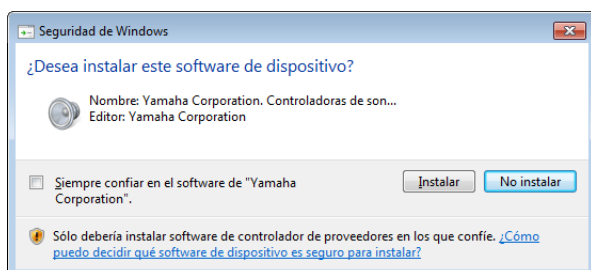 Seguridad de Windows
¿Desea instalar este software de dispositivo?
Nombre: Yamaha Corporation. Controladoras de son...
Editor: Yamaha Corporation
Siempre confiar en el software de "Yamaha
Corporation".
Instalar
No instalar
Sólo debería instalar software de controlador de proveedores en los que confíe. ¿Cómo
puedo decidir qué software de dispositivo es seguro para instalar?